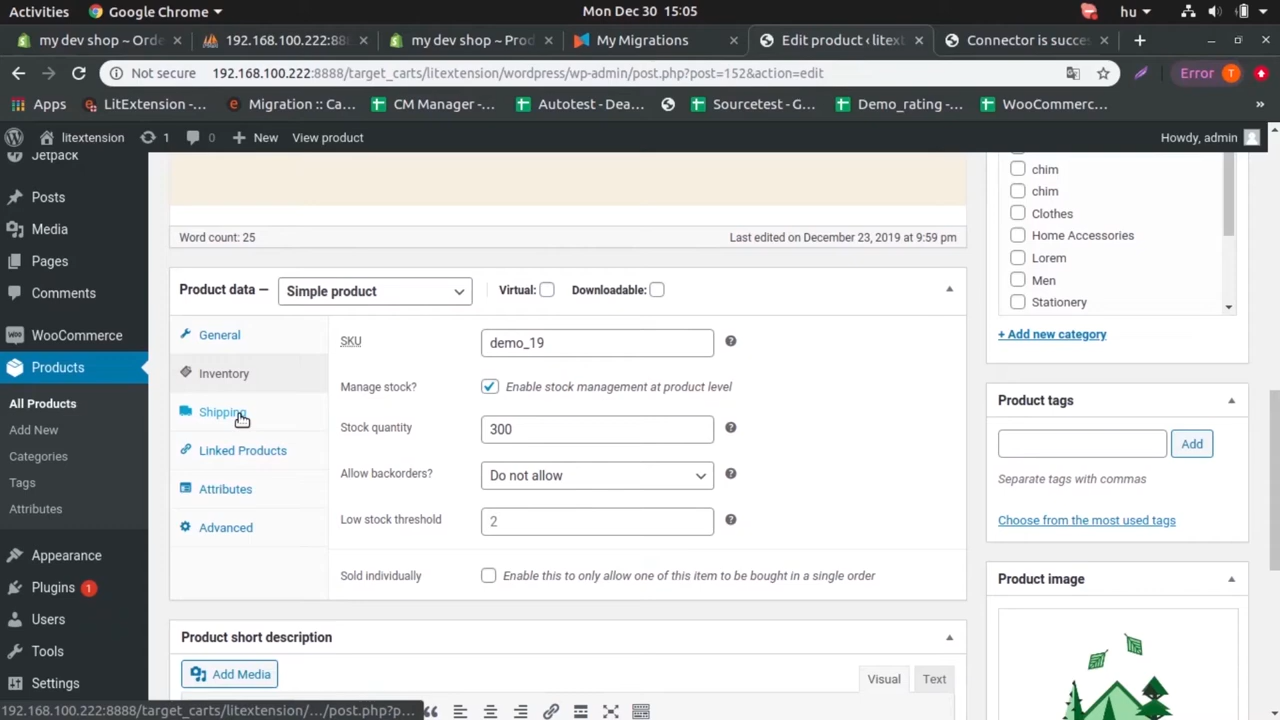 Activities Google Chrome Mon Dec 30 15:05 hu
my dev shop ~ Orde 192.168.100.222:88 my dev shop ~ Prod My Migrations Edit product ‹ litext Connector is succe
Not secure 192.168.100.222:8888/target_carts/litextension/wordpress/wp-admin/post.php?post=152&action=edit Error T
Apps LitExtension -... Migration :: Ca... CM Manager -... Autotest - Dea... Sourcetest - G... Demo_rating -... WooCommerc... »
litextension 1 0 New View product Howdy, admin
Jetpack
Posts
Media
Pages
Comments
WooCommerce
Products
All Products
Add New
Categories
Tags
Attributes
Appearance
Plugins 1
Users
Tools
Settings
Word count: 25 Last edited on December 23, 2019 at 9:59 pm
Product data — Simple product Virtual: Downloadable:
General
Inventory
Shipping
Linked Products
Attributes
Advanced
SKU demo_19
Manage stock? Enable stock management at product level
Stock quantity 300
Allow backorders? Do not allow
Low stock threshold 2
Sold individually Enable this to only allow one of this item to be bought in a single order
Product short description
Add Media Visual Text
chim
chim
Clothes
Home Accessories
Lorem
Men
Stationery
+ Add new category
Product tags
Add
Separate tags with commas
Choose from the most used tags
Product image
192.168.100.222:8888/target_carts/litextension/.../post.php?p...